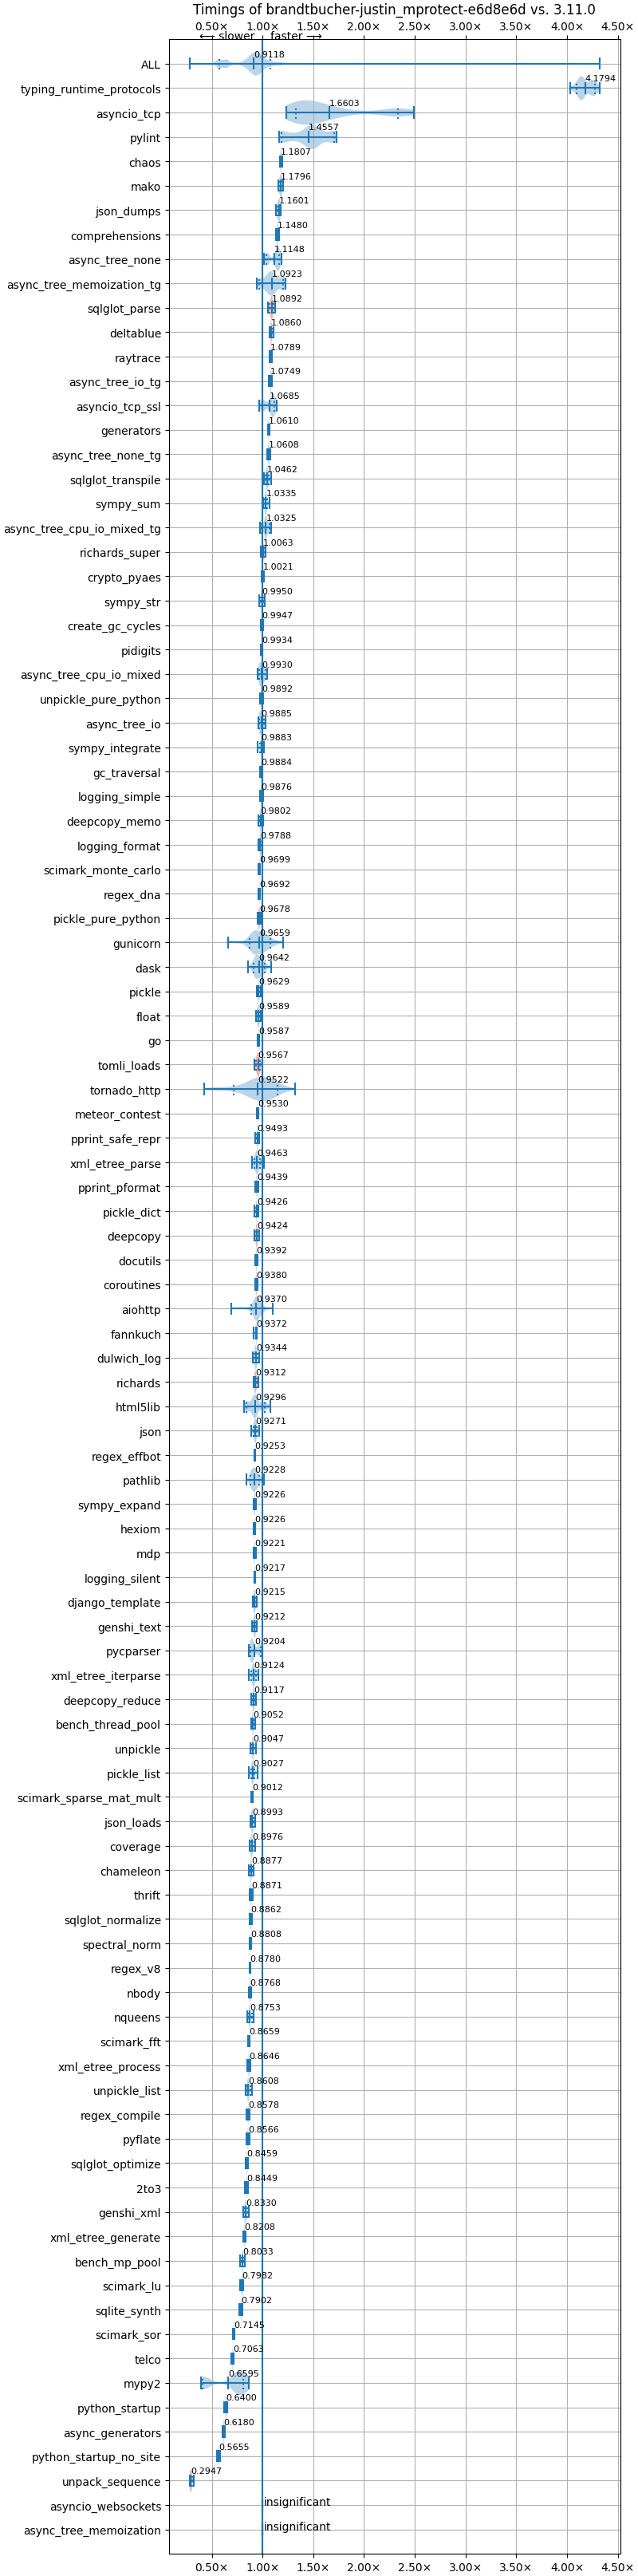 Timings of brandtbucher-justin_mprotect-e6d8e6d vs. 3.11.0
0.50× 1.00× 1.50× 2.00× 2.50× 3.00× 3.50× 4.00× 4.50×
⟵ slower faster ⟶
ALL 0.9118
typing_runtime_protocols 4.1794
asyncio_tcp 1.6603
pylint 1.4557
chaos 1.1807
mako 1.1796
json_dumps 1.1601
comprehensions 1.1480
async_tree_none 1.1148
async_tree_memoization_tg 1.0923
sqlglot_parse 1.0892
deltablue 1.0860
raytrace 1.0789
async_tree_io_tg 1.0749
asyncio_tcp_ssl 1.0685
generators 1.0610
async_tree_none_tg 1.0608
sqlglot_transpile 1.0462
sympy_sum 1.0335
async_tree_cpu_io_mixed_tg 1.0325
richards_super 1.0063
crypto_pyaes 1.0021
sympy_str 0.9950
create_gc_cycles 0.9947
pidigits 0.9934
async_tree_cpu_io_mixed 0.9930
unpickle_pure_python 0.9892
async_tree_io 0.9885
sympy_integrate 0.9883
gc_traversal 0.9884
logging_simple 0.9876
deepcopy_memo 0.9802
logging_format 0.9788
scimark_monte_carlo 0.9699
regex_dna 0.9692
pickle_pure_python 0.9678
gunicorn 0.9659
dask 0.9642
pickle 0.9629
float 0.9589
go 0.9587
tomli_loads 0.9567
tornado_http 0.9522
meteor_contest 0.9530
pprint_safe_repr 0.9493
xml_etree_parse 0.9463
pprint_pformat 0.9439
pickle_dict 0.9426
deepcopy 0.9424
docutils 0.9392
coroutines 0.9380
aiohttp 0.9370
fannkuch 0.9372
dulwich_log 0.9344
richards 0.9312
html5lib 0.9296
json 0.9271
regex_effbot 0.9253
pathlib 0.9228
sympy_expand 0.9226
hexiom 0.9226
mdp 0.9221
logging_silent 0.9217
django_template 0.9215
genshi_text 0.9212
pycparser 0.9204
xml_etree_iterparse 0.9124
deepcopy_reduce 0.9117
bench_thread_pool 0.9052
unpickle 0.9047
pickle_list 0.9027
scimark_sparse_mat_mult 0.9012
json_loads 0.8993
coverage 0.8976
chameleon 0.8877
thrift 0.8871
sqlglot_normalize 0.8862
spectral_norm 0.8808
regex_v8 0.8780
nbody 0.8768
nqueens 0.8753
scimark_fft 0.8659
xml_etree_process 0.8646
unpickle_list 0.8608
regex_compile 0.8578
pyflate 0.8566
sqlglot_optimize 0.8459
2to3 0.8449
genshi_xml 0.8330
xml_etree_generate 0.8208
bench_mp_pool 0.8033
scimark_lu 0.7982
sqlite_synth 0.7902
scimark_sor 0.7145
telco 0.7063
mypy2 0.6595
python_startup 0.6400
async_generators 0.6180
python_startup_no_site 0.5655
unpack_sequence 0.2947
asyncio_websockets insignificant
async_tree_memoization insignificant
0.50× 1.00× 1.50× 2.00× 2.50× 3.00× 3.50× 4.00× 4.50×